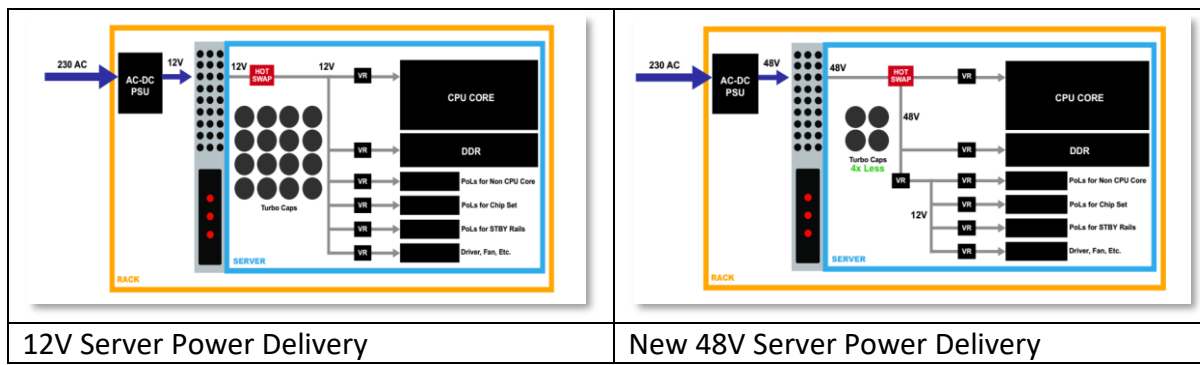 230 AC
AC-DC
PSU
12V
12V
HOT
SWAP
12V
VR
CPU CORE
VR
DDR
Turbo Caps
VR
PoLs for Non CPU Core
VR
PoLs for Chip Set
VR
PoLs for STBY Rails
VR
Driver, Fan, Etc.
SERVER
RACK
12V Server Power Delivery
230 AC
AC-DC
PSU
48V
48V
HOT
SWAP
VR
CPU CORE
48V
VR
DDR
Turbo Caps
4x Less
VR
VR
PoLs for Non CPU Core
VR
PoLs for Chip Set
12V
VR
PoLs for STBY Rails
VR
Driver, Fan, Etc.
SERVER
RACK
New 48V Server Power Delivery